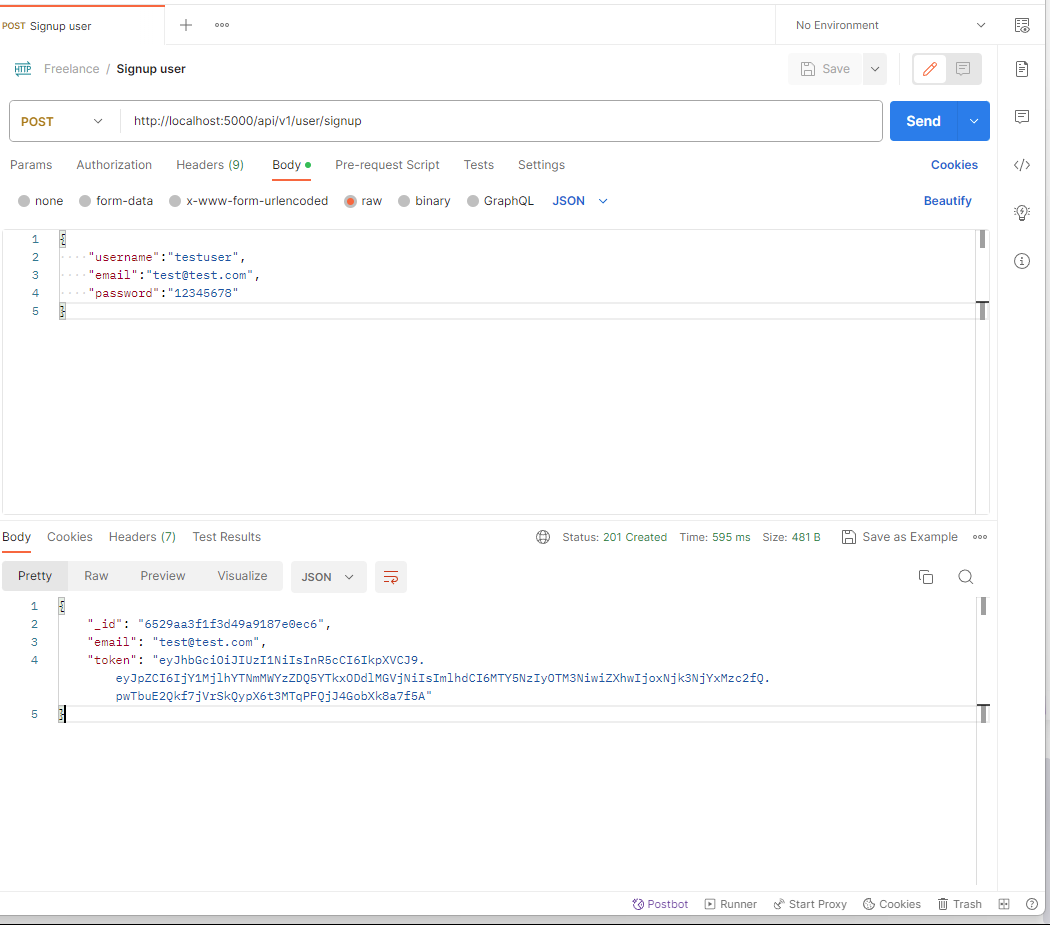 POST Signup user
No Environment
HTTP Freelance / Signup user
Save
POST http://localhost:5000/api/v1/user/signup
Send
Params Authorization Headers (9) Body Pre-request Script Tests Settings Cookies
none form-data x-www-form-urlencoded raw binary GraphQL JSON Beautify
1 {
2 "username":"testuser",
3 "email":"test@test.com",
4 "password":"12345678"
5 }
Body Cookies Headers (7) Test Results Status: 201 Created Time: 595 ms Size: 481 B Save as Example
Pretty Raw Preview Visualize JSON
1 {
2 "_id": "6529aa3f1f3d49a9187e0ec6",
3 "email": "test@test.com",
4 "token": "eyJhbGciOiJIUzI1NiIsInR5cCI6IkpXVCJ9.
eyJpZCI6IjY1MjlhYTNmMWYzZDQ5YTkxODdlMGVjNiIsImlhdCI6MTY5NzIyOTM3NiwiZXhwIjoxNjk3NjYxMzc2fQ.
pwTbuE2Qkf7jVrSkQypX6t3MTqPFQjJ4GobXk8a7f5A"
5 }
Postbot Runner Start Proxy Cookies Trash